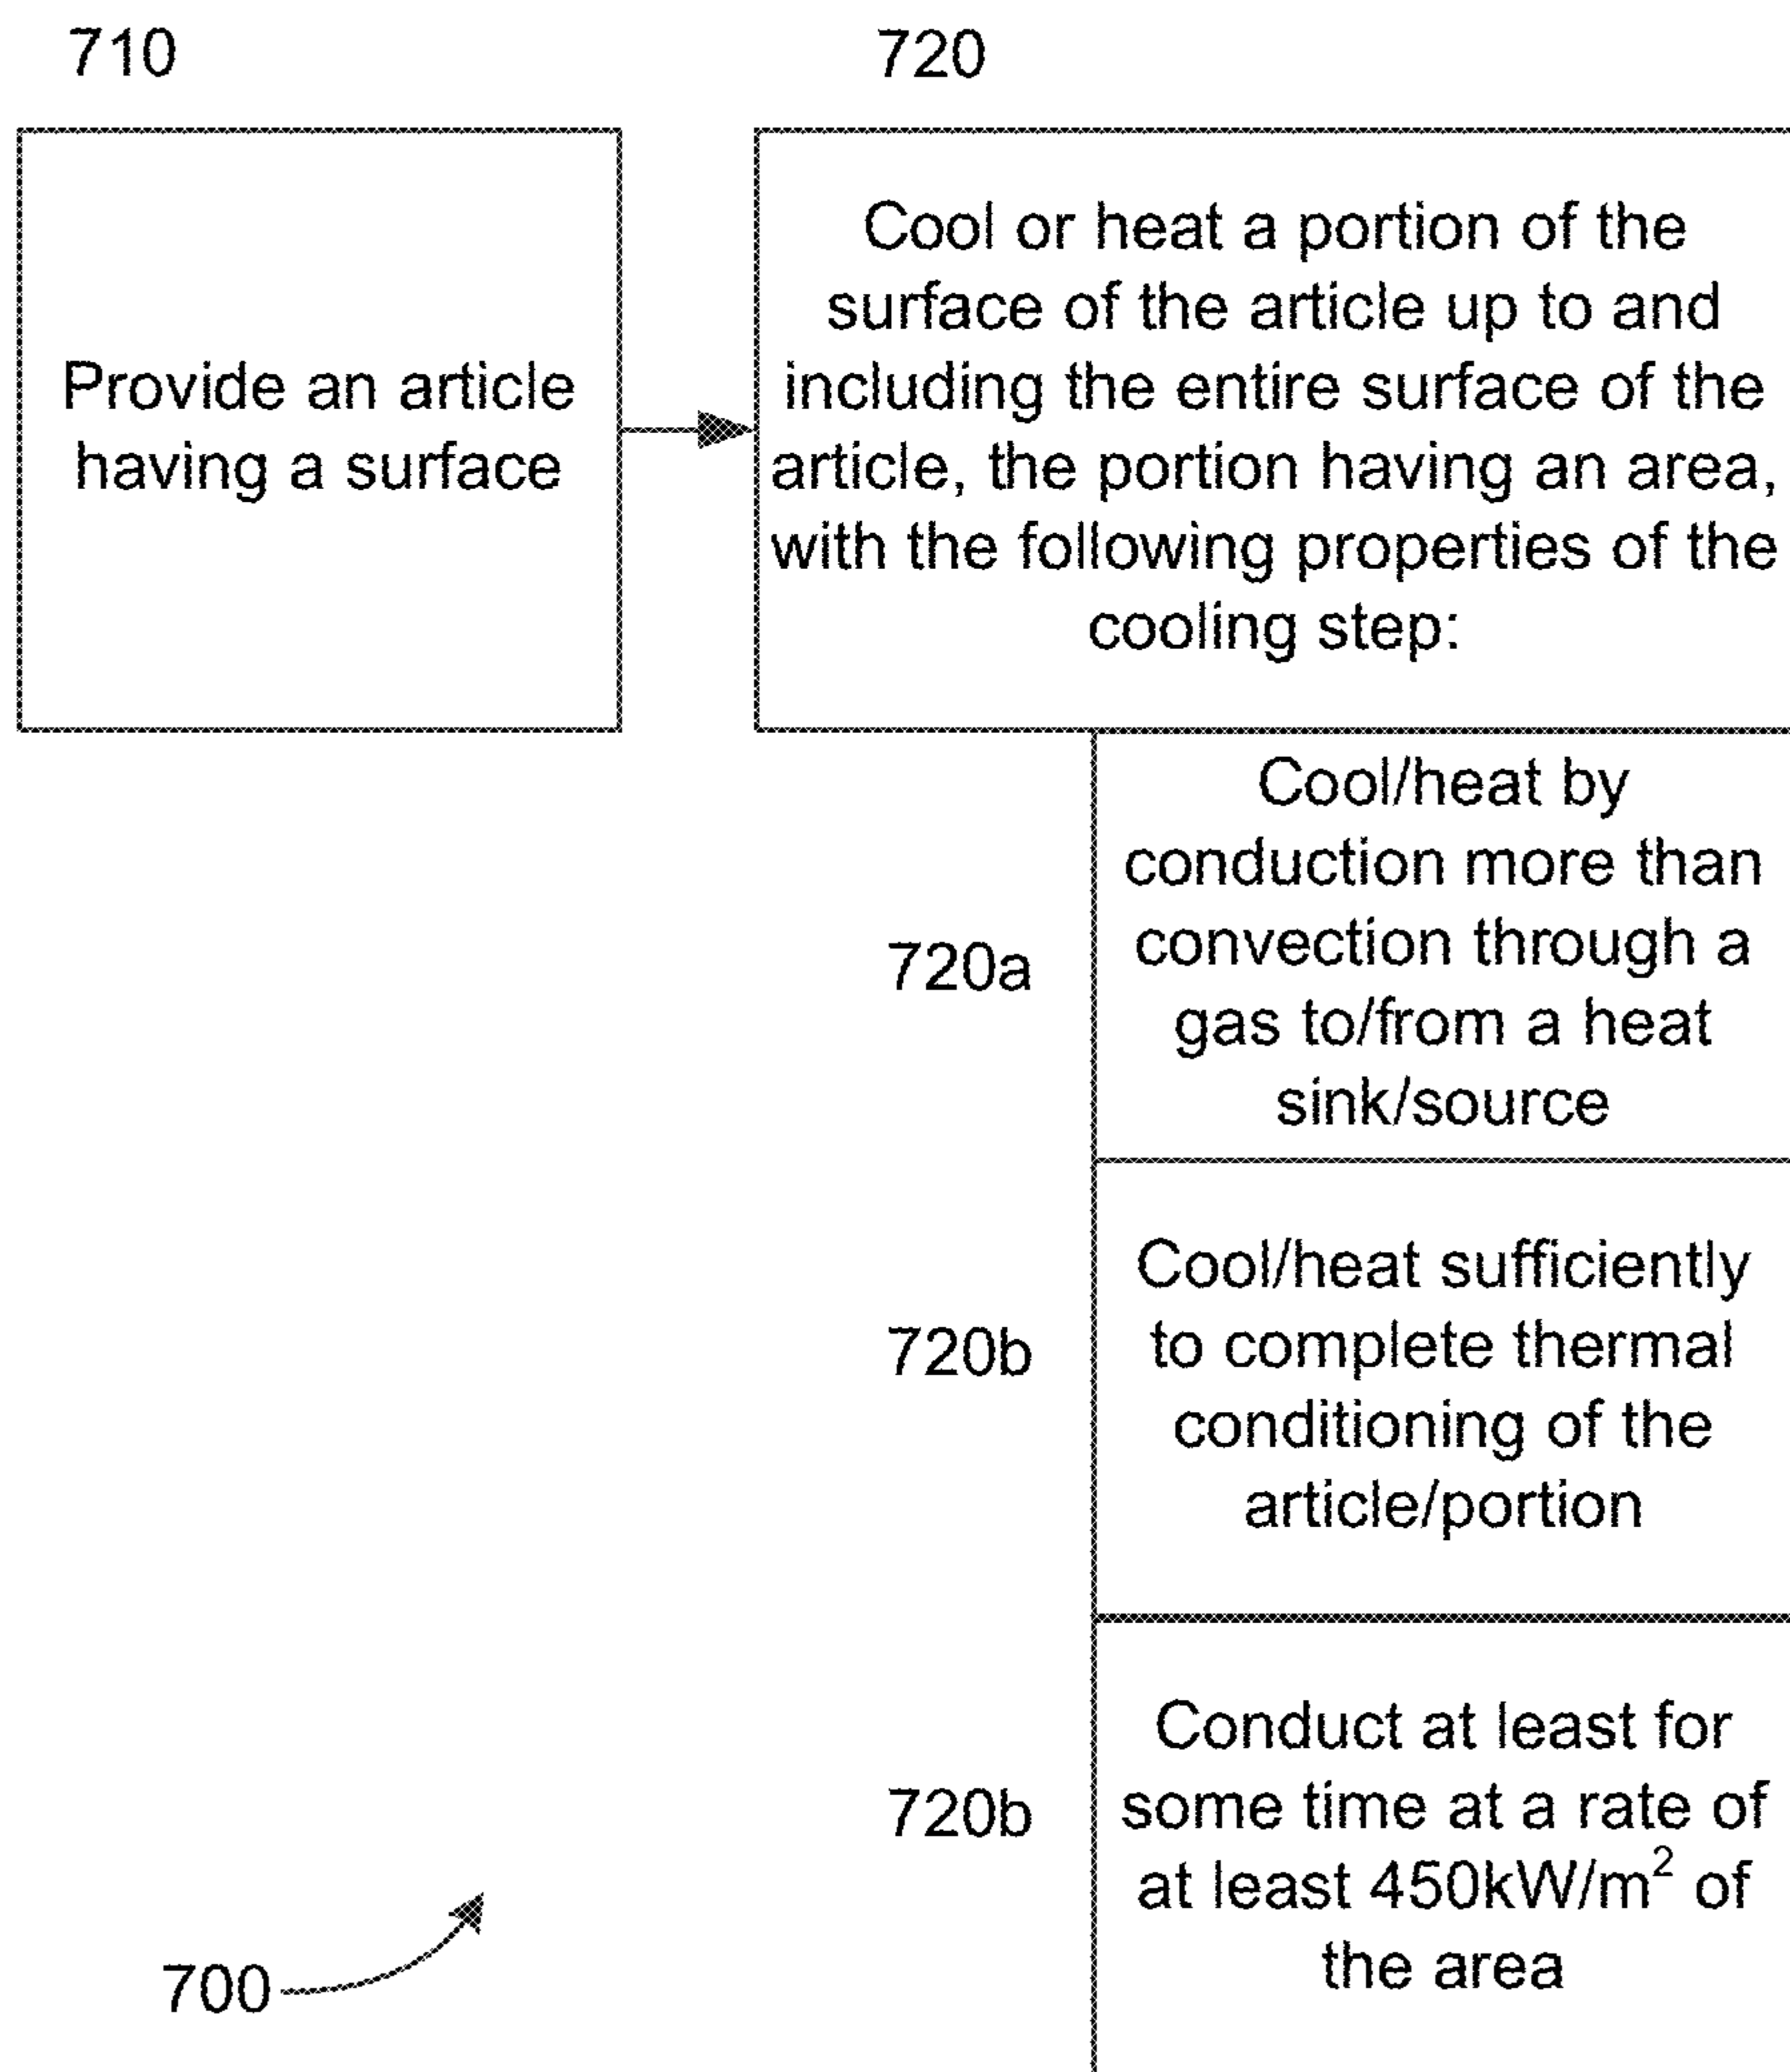 710
720
Provide an article
having a surface
Cool or heat a portion of the
surface of the article up to and
including the entire surface of the
article, the portion having an area,
with the following properties of the
cooling step:
720a
Cool/heat by
conduction more than
convection through a
gas to/from a heat
sink/source
720b
Cool/heat sufficiently
to complete thermal
conditioning of the
article/portion
720b
Conduct at least for
some time at a rate of
at least 450kW/m² of
the area
700